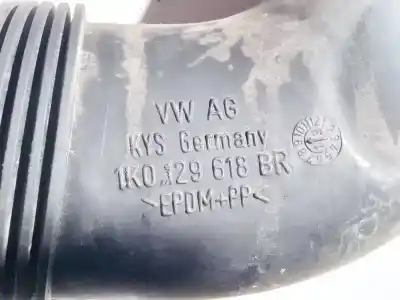 VW AG
KYS Germany
1K0 129 618 BR
>EPDM+PP<